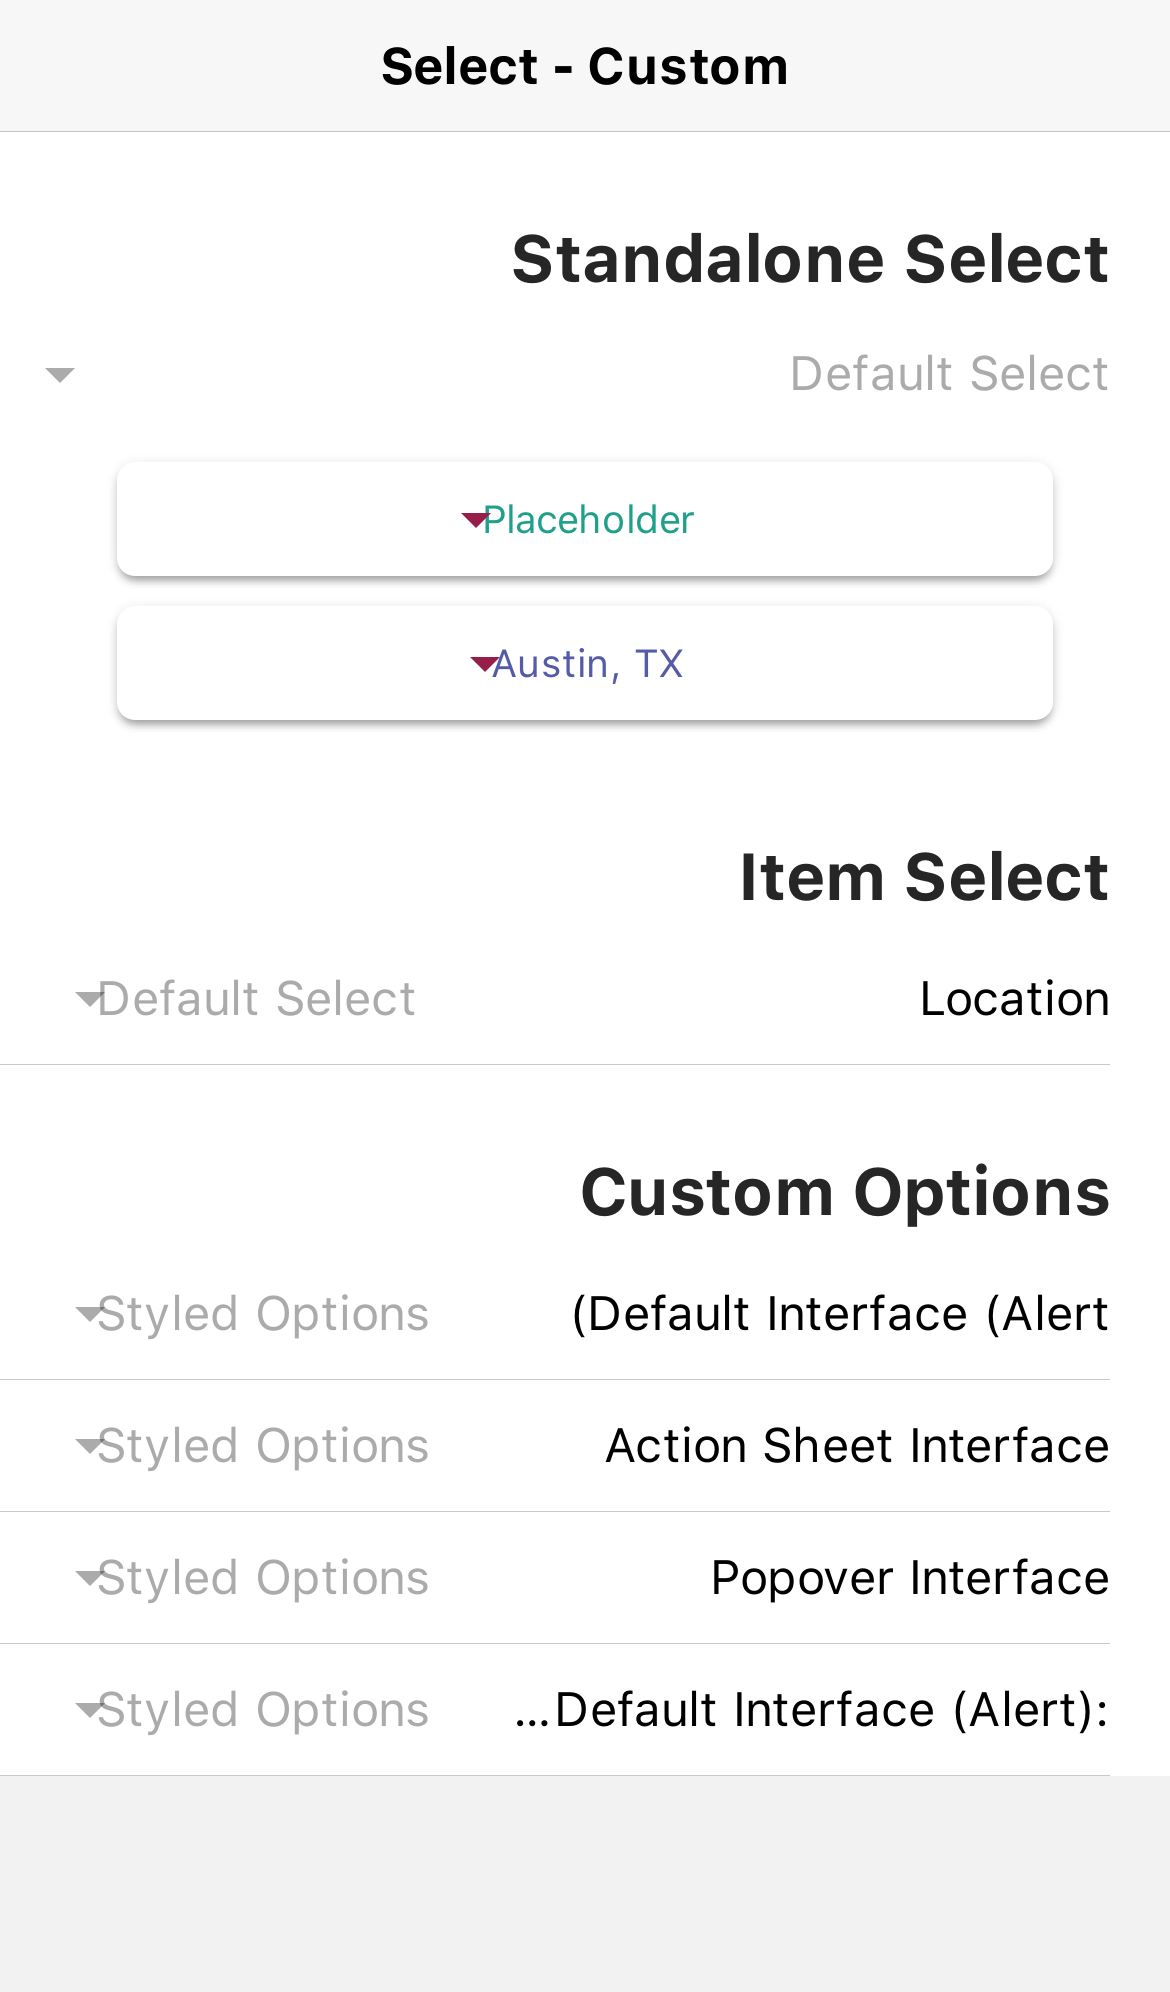 Select - Custom
Standalone Select
Default Select
Placeholder
Austin, TX
Item Select
Location
Default Select
Custom Options
(Default Interface (Alert
Styled Options
Action Sheet Interface
Styled Options
Popover Interface
Styled Options
...Default Interface (Alert):
Styled Options